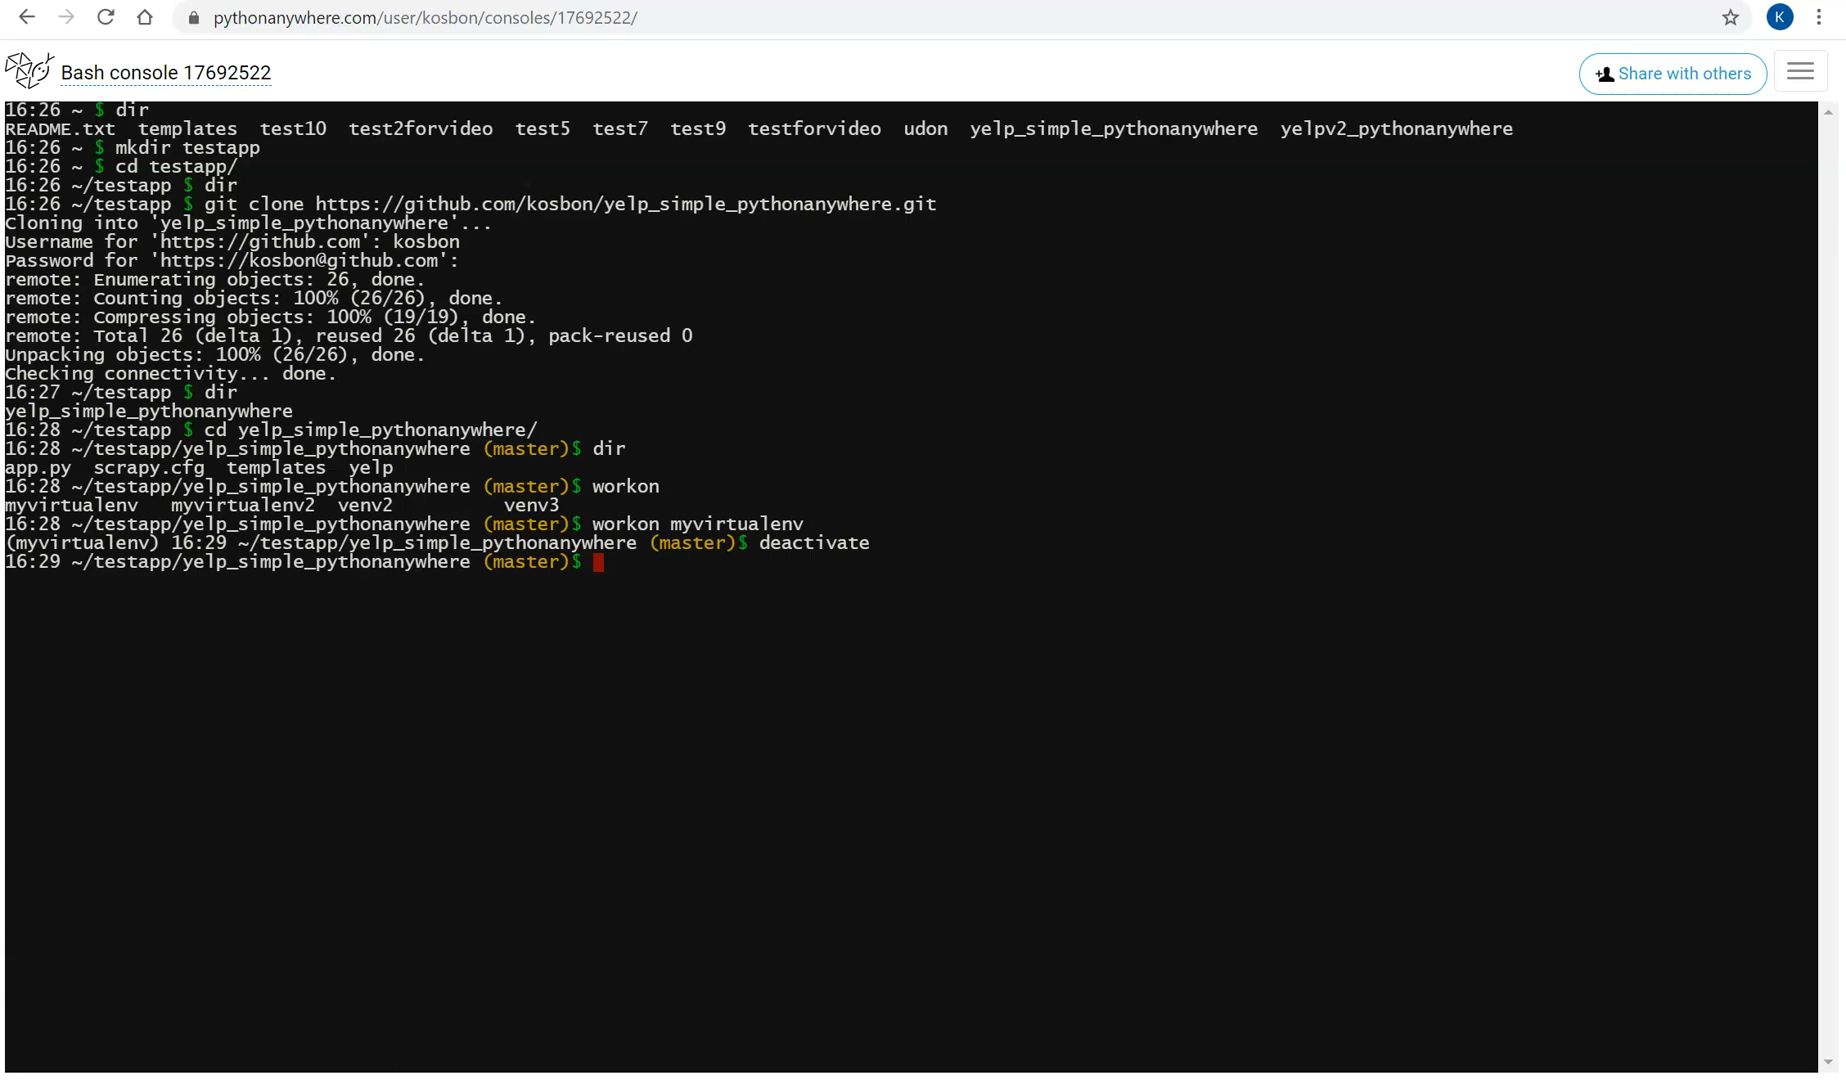 pythonanywhere.com/user/kosbon/consoles/17692522/
K
Bash console 17692522
Share with others
16:26 ~ $ dir
README.txt  templates  test10  test2forvideo  test5  test7  test9  testforvideo  udon  yelp_simple_pythonanywhere  yelpv2_pythonanywhere
16:26 ~ $ mkdir testapp
16:26 ~ $ cd testapp/
16:26 ~/testapp $ dir
16:26 ~/testapp $ git clone https://github.com/kosbon/yelp_simple_pythonanywhere.git
Cloning into 'yelp_simple_pythonanywhere'...
Username for 'https://github.com': kosbon
Password for 'https://kosbon@github.com':
remote: Enumerating objects: 26, done.
remote: Counting objects: 100% (26/26), done.
remote: Compressing objects: 100% (19/19), done.
remote: Total 26 (delta 1), reused 26 (delta 1), pack-reused 0
Unpacking objects: 100% (26/26), done.
Checking connectivity... done.
16:27 ~/testapp $ dir
yelp_simple_pythonanywhere
16:28 ~/testapp $ cd yelp_simple_pythonanywhere/
16:28 ~/testapp/yelp_simple_pythonanywhere (master)$ dir
app.py  scrapy.cfg  templates  yelp
16:28 ~/testapp/yelp_simple_pythonanywhere (master)$ workon
myvirtualenv   myvirtualenv2  venv2          venv3
16:28 ~/testapp/yelp_simple_pythonanywhere (master)$ workon myvirtualenv
(myvirtualenv) 16:29 ~/testapp/yelp_simple_pythonanywhere (master)$ deactivate
16:29 ~/testapp/yelp_simple_pythonanywhere (master)$